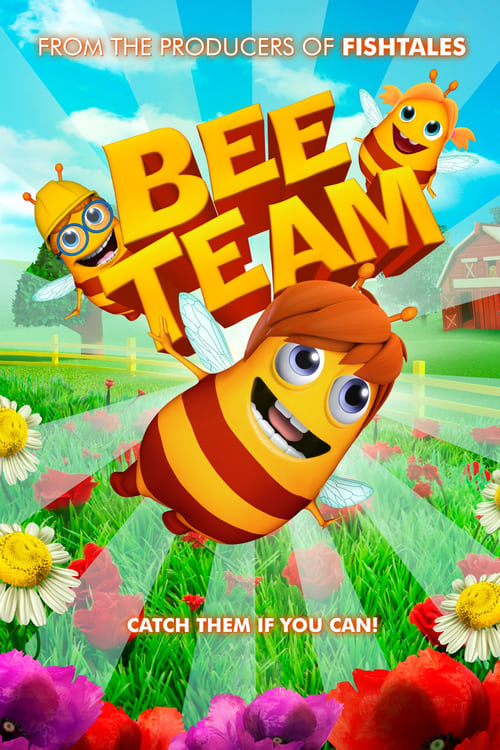 FROM THE PRODUCERS OF FISHTALES
BEE
TEAM
CATCH THEM IF YOU CAN!